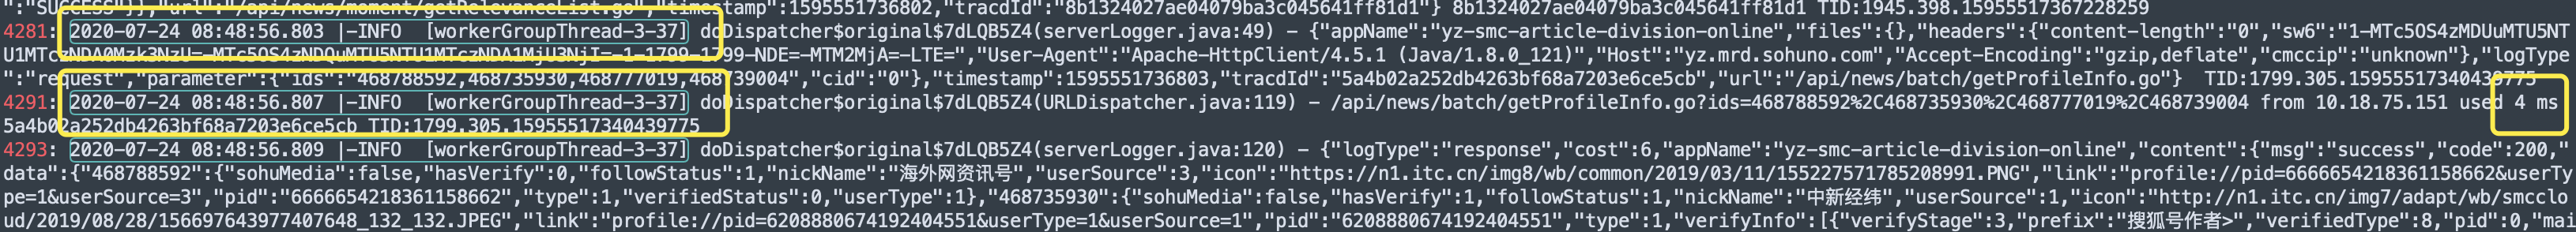 ":"SUCCESS"}},"url":"/api/news/moment/getRelevanceList.go","timestamp":1595551736802,"tracdId":"8b1324027ae04079ba3c045641ff81d1"} 8b1324027ae04079ba3c045641ff81d1 TID:1945.398.15955517367228259
4281: 2020-07-24 08:48:56.803 |-INFO  [workerGroupThread-3-37] doDispatcher$original$7dLQB5Z4(serverLogger.java:49) - {"appName":"yz-smc-article-division-online","files":{},"headers":{"content-length":"0","sw6":"1-MTc5OS4zMDUuMTU5NT
U1MTczNDA0Mzk3NzU=-MTc5OS4zNDQuMTU5NTU1MTczNDA1MjU3NjI=-1-1799-1799-NDE=-MTM2MjA=-LTE=","User-Agent":"Apache-HttpClient/4.5.1 (Java/1.8.0_121)","Host":"yz.mrd.sohuno.com","Accept-Encoding":"gzip,deflate","cmccip":"unknown"},"logType
":"request","parameter":{"ids":"468788592,468735930,468777019,468739004","cid":"0"},"timestamp":1595551736803,"tracdId":"5a4b02a252db4263bf68a7203e6ce5cb","url":"/api/news/batch/getProfileInfo.go"}  TID:1799.305.15955517340439775
4291: 2020-07-24 08:48:56.807 |-INFO  [workerGroupThread-3-37] doDispatcher$original$7dLQB5Z4(URLDispatcher.java:119) - /api/news/batch/getProfileInfo.go?ids=468788592%2C468735930%2C468777019%2C468739004 from 10.18.75.151 used 4 ms
5a4b02a252db4263bf68a7203e6ce5cb TID:1799.305.15955517340439775
4293: 2020-07-24 08:48:56.809 |-INFO  [workerGroupThread-3-37] doDispatcher$original$7dLQB5Z4(serverLogger.java:120) - {"logType":"response","cost":6,"appName":"yz-smc-article-division-online","content":{"msg":"success","code":200,"
data":{"468788592":{"sohuMedia":false,"hasVerify":0,"followStatus":1,"nickName":"海外网资讯号","userSource":3,"icon":"https://n1.itc.cn/img8/wb/common/2019/03/11/155227571785208991.PNG","link":"profile://pid=6666654218361158662&userTy
pe=1&userSource=3","pid":"6666654218361158662","type":1,"verifiedStatus":0,"userType":1},"468735930":{"sohuMedia":false,"hasVerify":1,"followStatus":1,"nickName":"中新经纬","userSource":1,"icon":"http://n1.itc.cn/img7/adapt/wb/smcclo
ud/2019/08/28/156697643977407648_132_132.JPEG","link":"profile://pid=6208880674192404551&userType=1&userSource=1","pid":"6208880674192404551","type":1,"verifyInfo":[{"verifyStage":3,"prefix":"搜狐号作者>","verifiedType":8,"pid":0,"mai